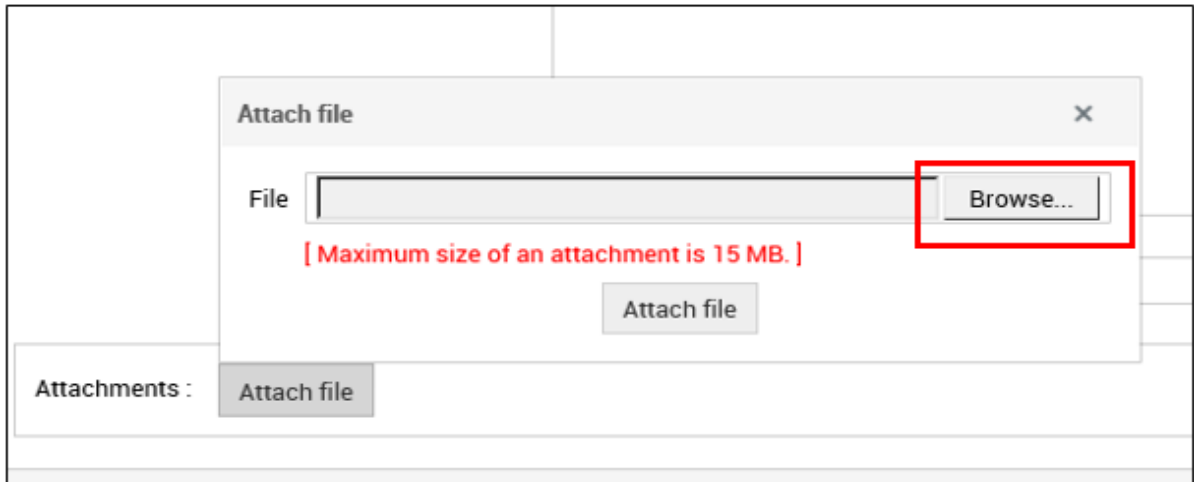 Attach file ×
File Browse...
[ Maximum size of an attachment is 15 MB. ]
Attach file
Attachments : Attach file